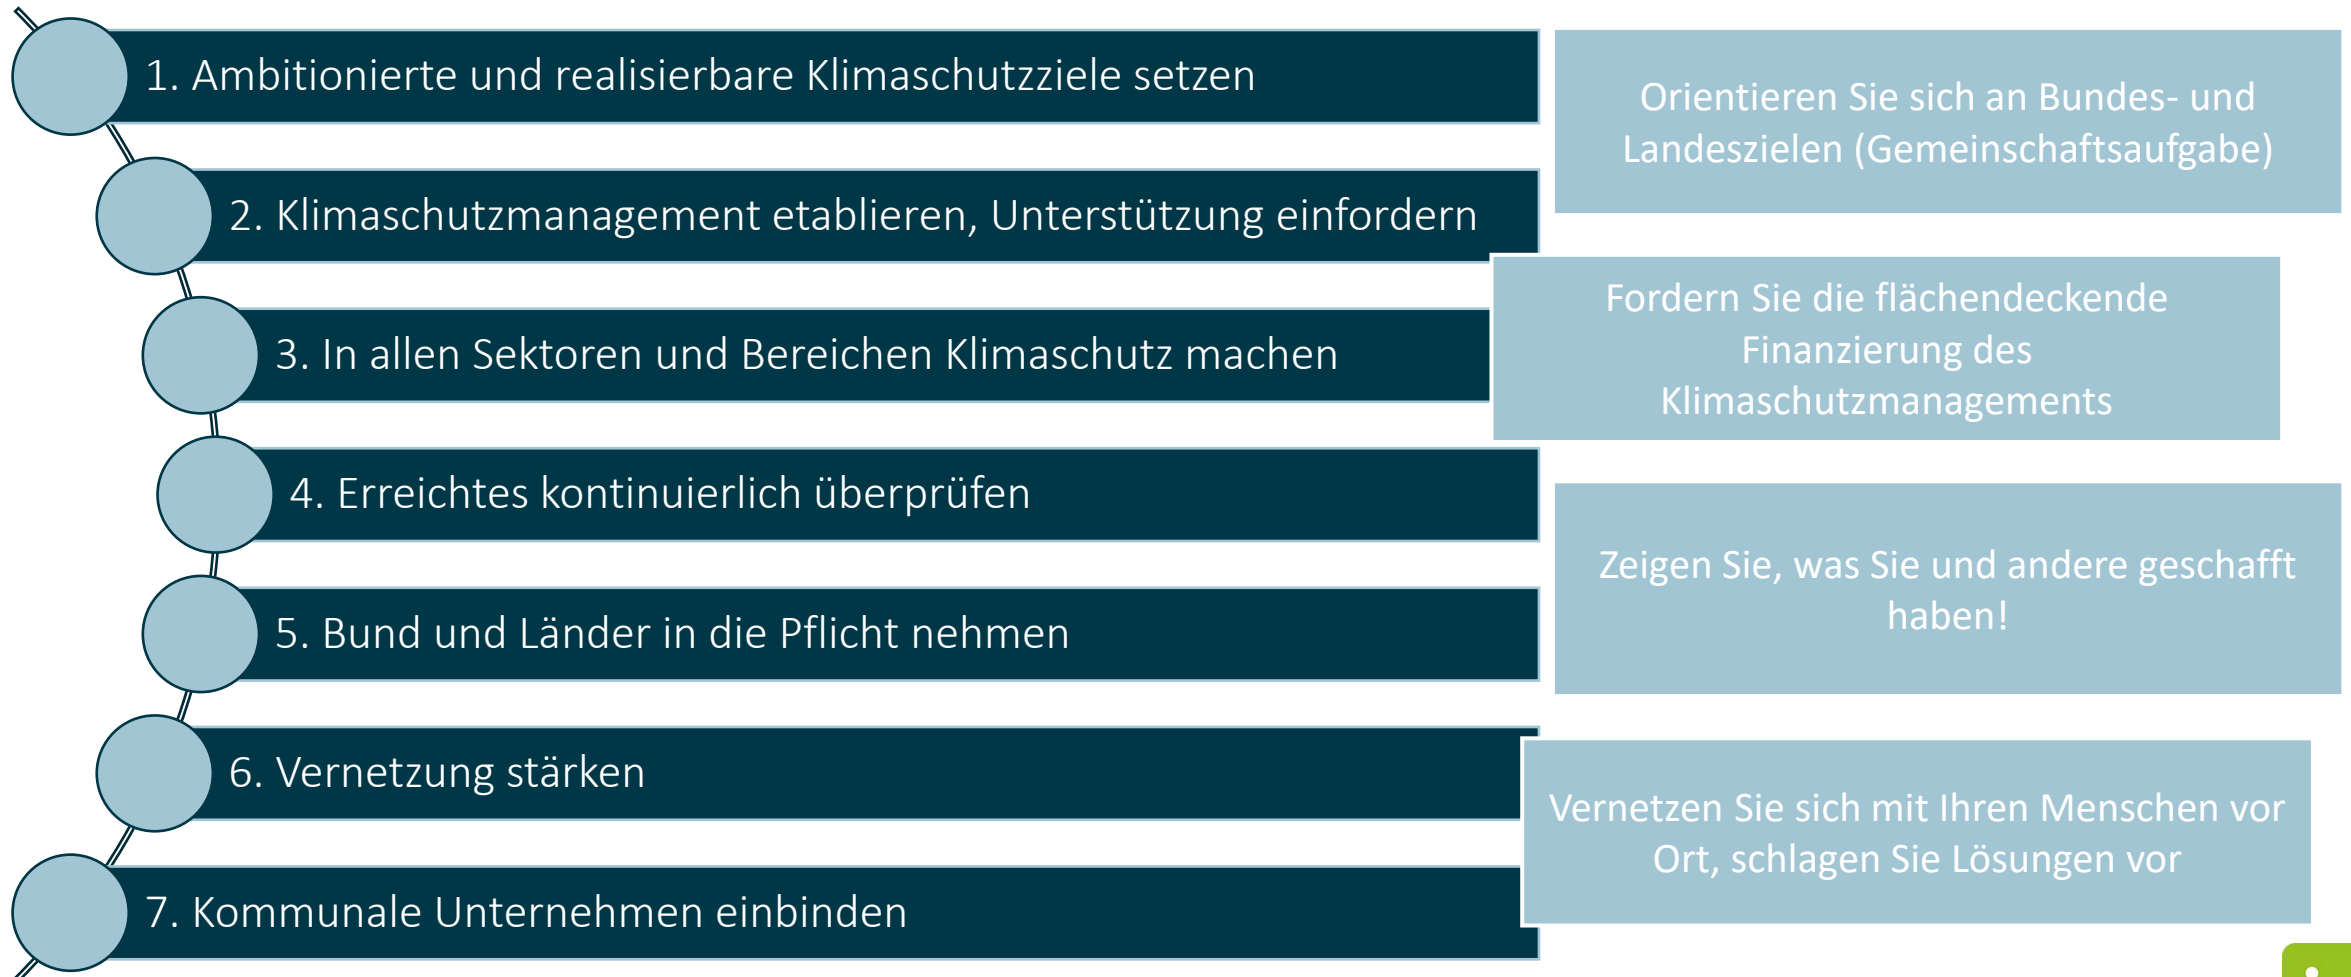 1. Ambitionierte und realisierbare Klimaschutzziele setzen
2. Klimaschutzmanagement etablieren, Unterstützung einfordern
3. In allen Sektoren und Bereichen Klimaschutz machen
4. Erreichtes kontinuierlich überprüfen
5. Bund und Länder in die Pflicht nehmen
6. Vernetzung stärken
7. Kommunale Unternehmen einbinden
Orientieren Sie sich an Bundes- und
Landeszielen (Gemeinschaftsaufgabe)
Fordern Sie die flächendeckende
Finanzierung des
Klimaschutzmanagements
Zeigen Sie, was Sie und andere geschafft
haben!
Vernetzen Sie sich mit Ihren Menschen vor
Ort, schlagen Sie Lösungen vor